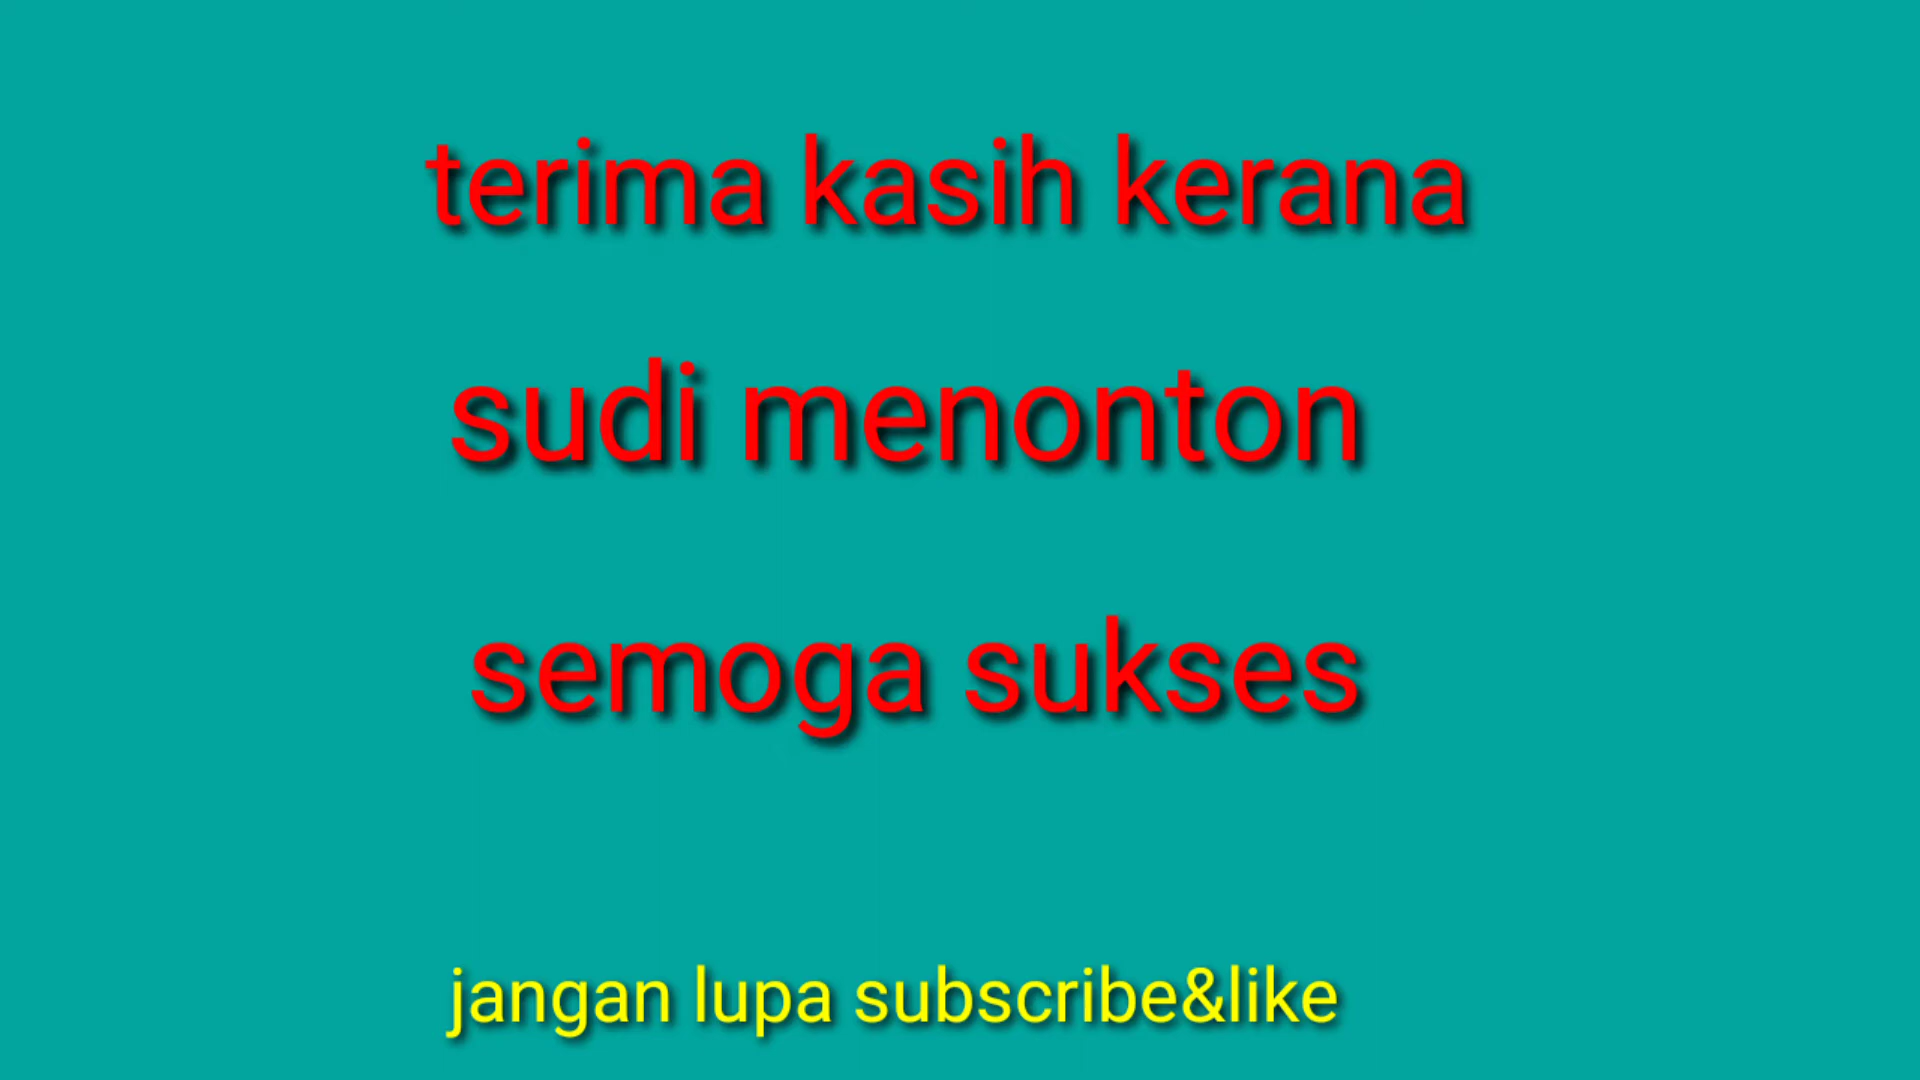 terima kasih kerana
sudi menonton
semoga sukses
jangan lupa subscribe&like